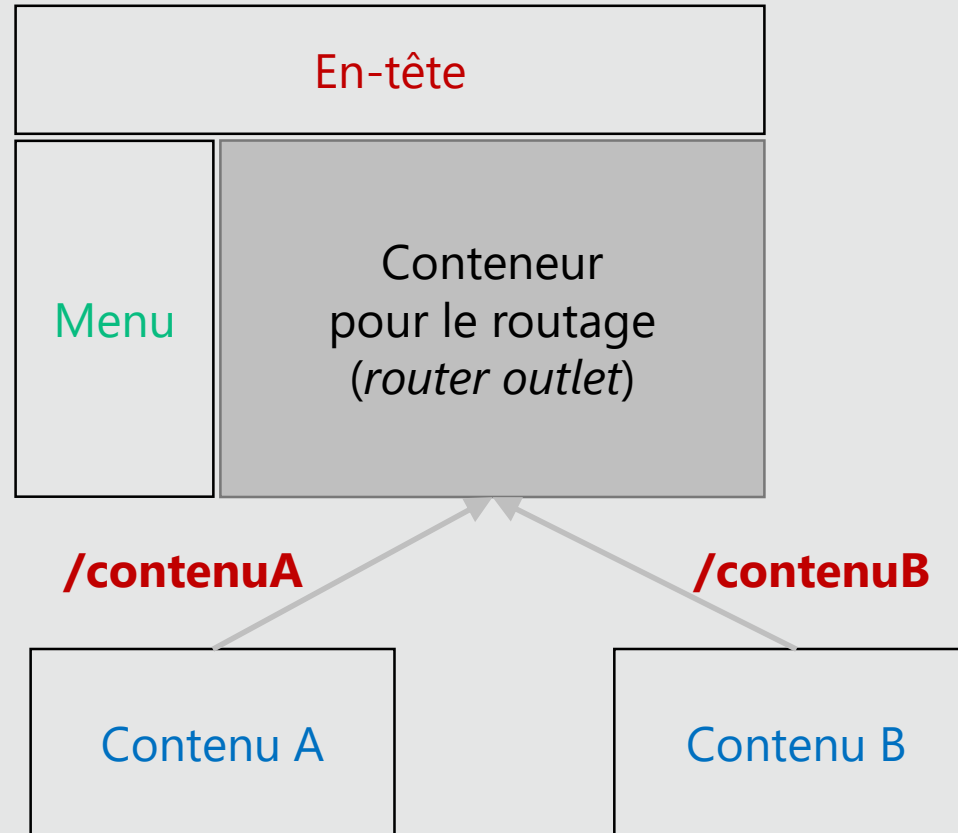 En-tête
Menu
Conteneur
pour le routage
(router outlet)
/contenuA
/contenuB
Contenu A
Contenu B